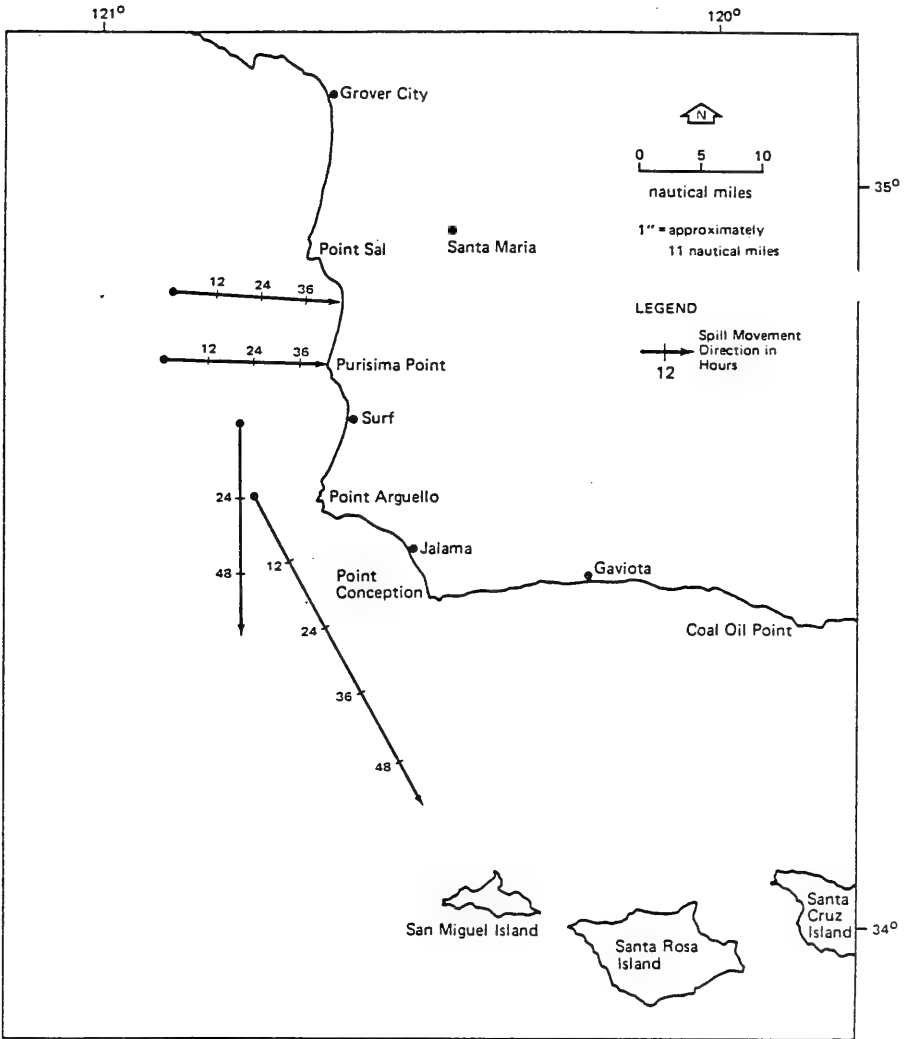 121° 120°
Grover City
N
0 5 10
nautical miles
35°
1" = approximately
11 nautical miles
Santa Maria
Point Sal
12 24 36
LEGEND
Spill Movement
Direction in
Hours
12
12 24 36
Purisima Point
Surf
Point Arguello
24
Jalama
12
48
Point
Conception
Gaviota
24
Coal Oil Point
36
48
San Miguel Island
Santa Rosa
Island
Santa
Cruz
Island
34°